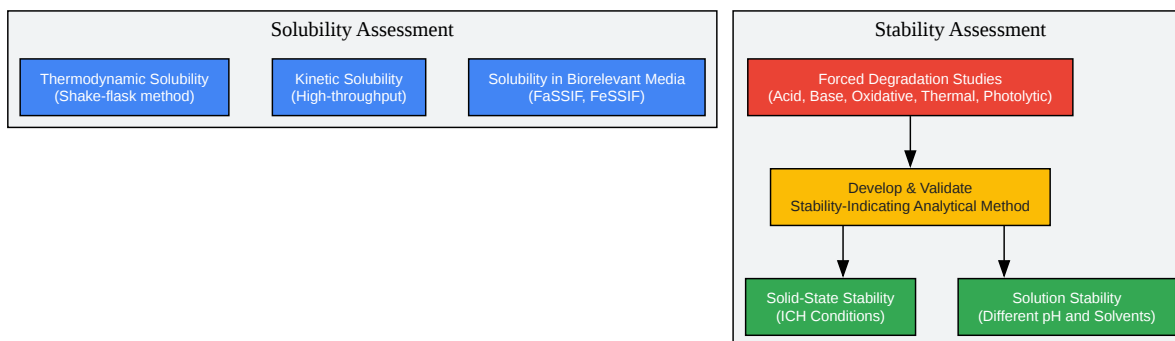 Solubility Assessment
Thermodynamic Solubility
(Shake-flask method)
Kinetic Solubility
(High-throughput)
Solubility in Biorelevant Media
(FaSSIF, FeSSIF)
Stability Assessment
Forced Degradation Studies
(Acid, Base, Oxidative, Thermal, Photolytic)
Develop & Validate
Stability-Indicating Analytical Method
Solid-State Stability
(ICH Conditions)
Solution Stability
(Different pH and Solvents)